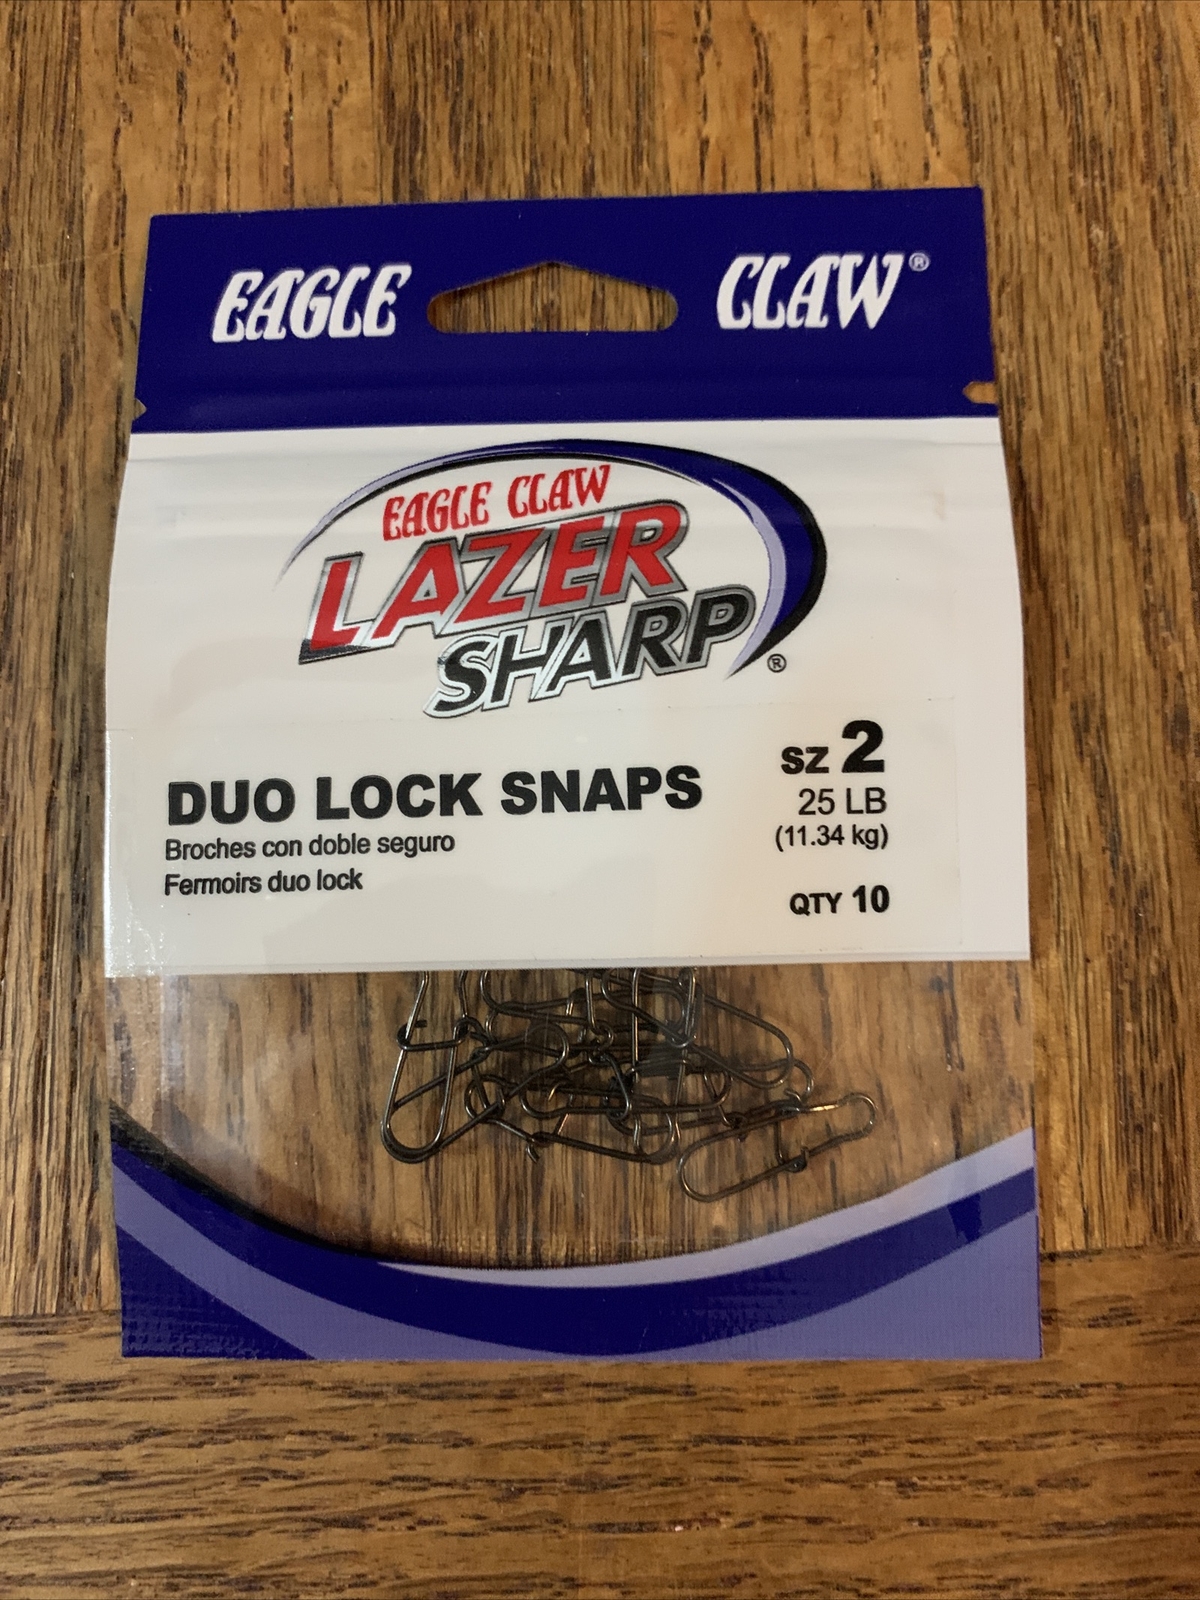 EAGLE CLAW®
EAGLE CLAW
LAZER
SHARP®
DUO LOCK SNAPS
Broches con doble seguro
Fermoirs duo lock
SZ 2
25 LB
(11.34 kg)
QTY 10